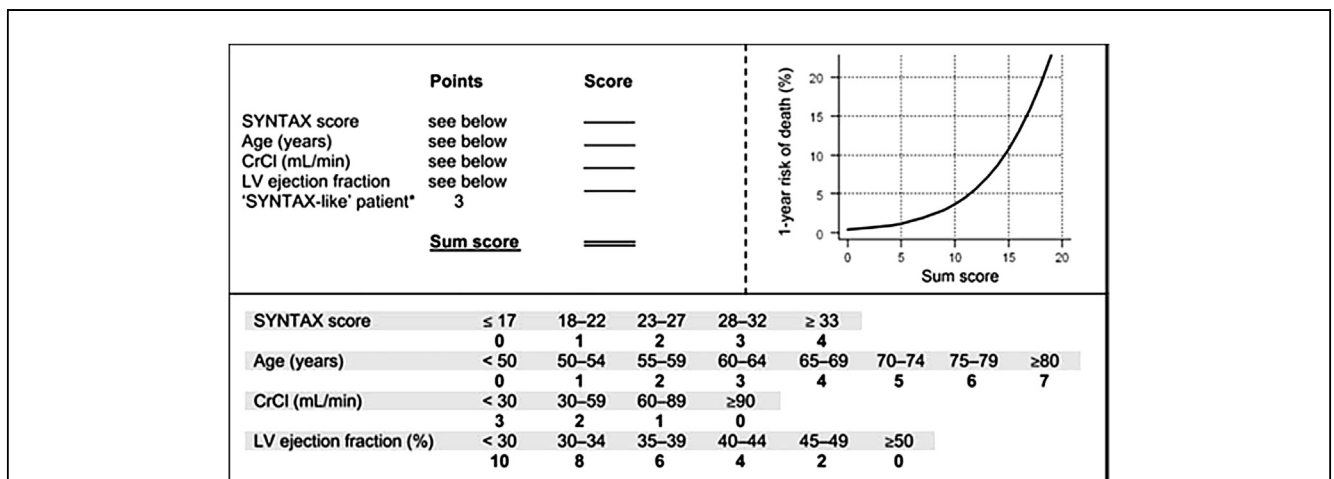 Points Score
SYNTAX score see below
Age (years) see below
CrCl (mL/min) see below
LV ejection fraction see below
‘SYNTAX-like’ patient* 3
Sum score
1-year risk of death (%)
20
15
10
5
0
0 5 10 15 20
Sum score
SYNTAX score ≤ 17 18–22 23–27 28–32 ≥ 33
0 1 2 3 4
Age (years) < 50 50–54 55–59 60–64 65–69 70–74 75–79 ≥80
0 1 2 3 4 5 6 7
CrCl (mL/min) < 30 30–59 60–89 ≥90
3 2 1 0
LV ejection fraction (%) < 30 30–34 35–39 40–44 45–49 ≥50
10 8 6 4 2 0